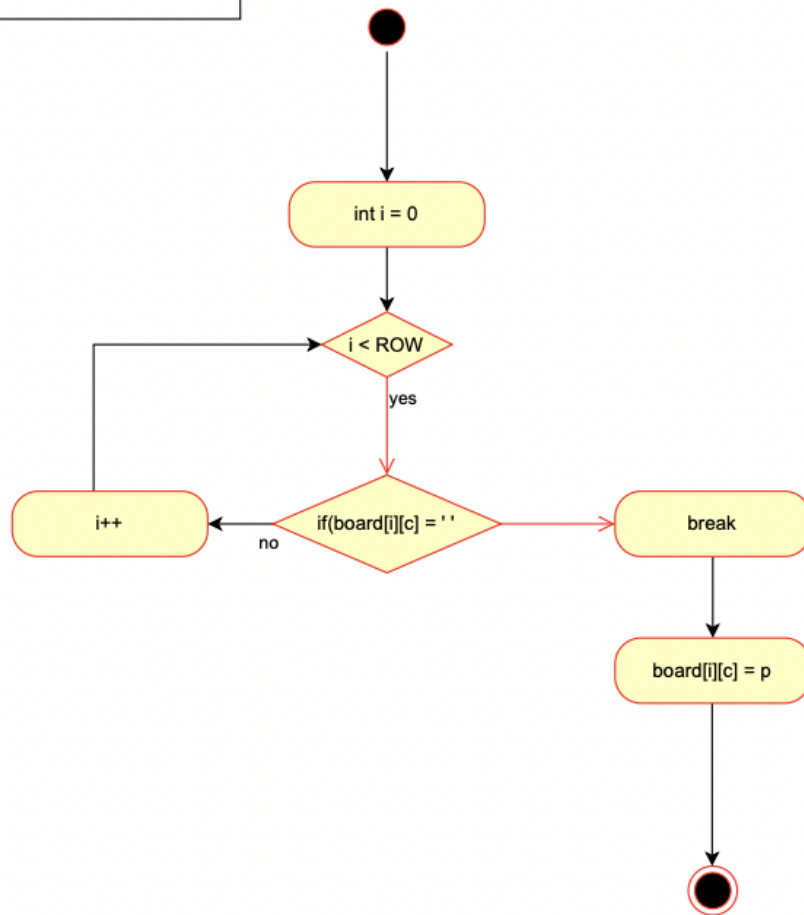 int i = 0
i < ROW
yes
i++
no
if(board[i][c] = ' '
break
board[i][c] = p